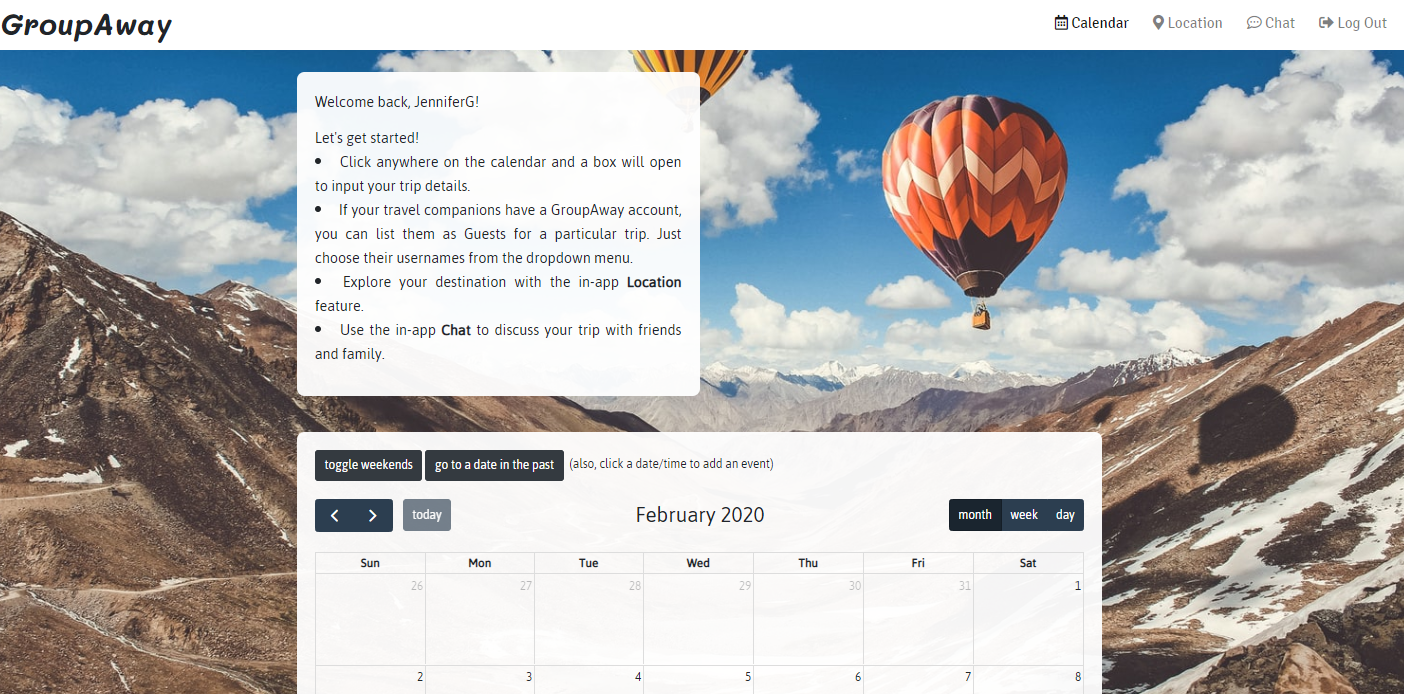 GroupAway
Calendar Location Chat Log Out
Welcome back, JenniferG!
Let's get started!
• Click anywhere on the calendar and a box will open
to input your trip details.
• If your travel companions have a GroupAway account,
you can list them as Guests for a particular trip. Just
choose their usernames from the dropdown menu.
• Explore your destination with the in-app Location
feature.
• Use the in-app Chat to discuss your trip with friends
and family.
toggle weekends go to a date in the past (also, click a date/time to add an event)
today February 2020 month week day
Sun Mon Tue Wed Thu Fri Sat
26 27 28 29 30 31 1
2 3 4 5 6 7 8